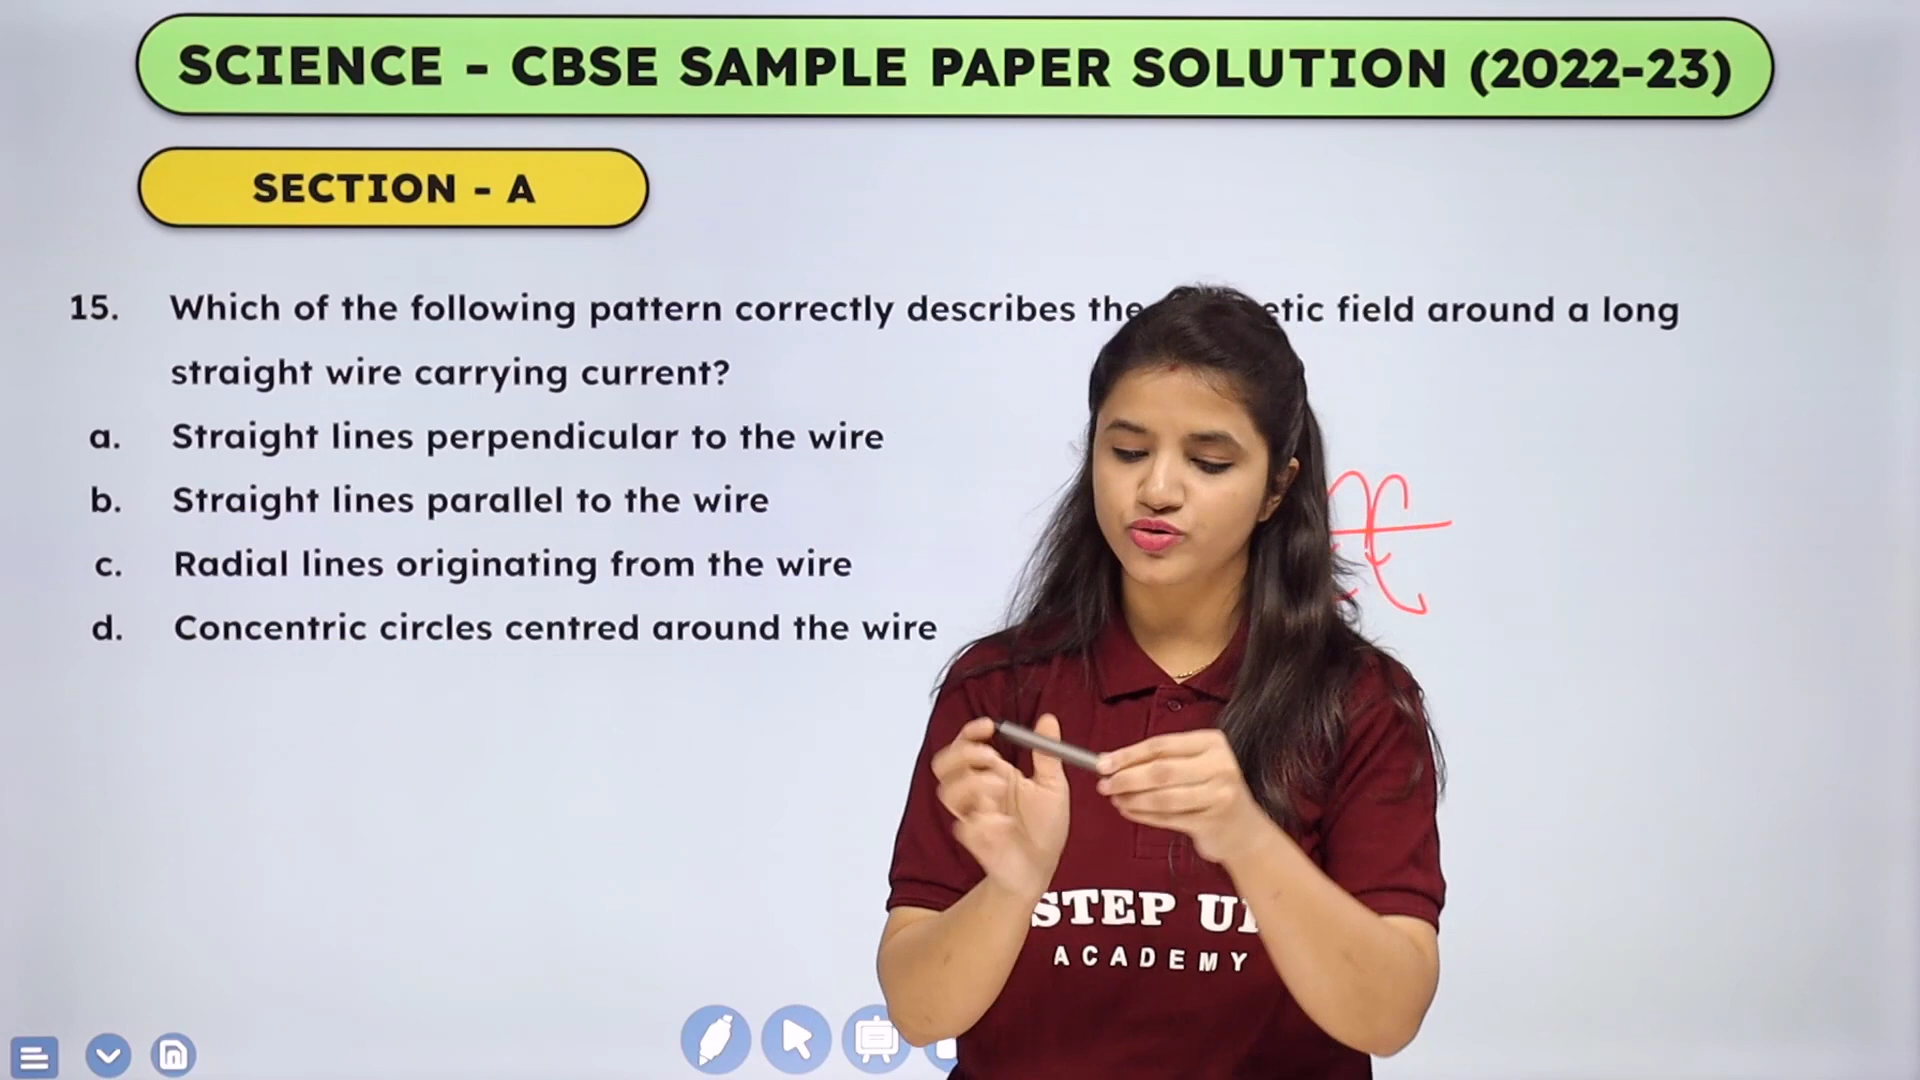 SCIENCE - CBSE SAMPLE PAPER SOLUTION (2022-23)
SECTION - A
15. Which of the following pattern correctly describes the etic field around a long
straight wire carrying current?
a. Straight lines perpendicular to the wire
b. Straight lines parallel to the wire
c. Radial lines originating from the wire
d. Concentric circles centred around the wire
STEP U
ACADEMY